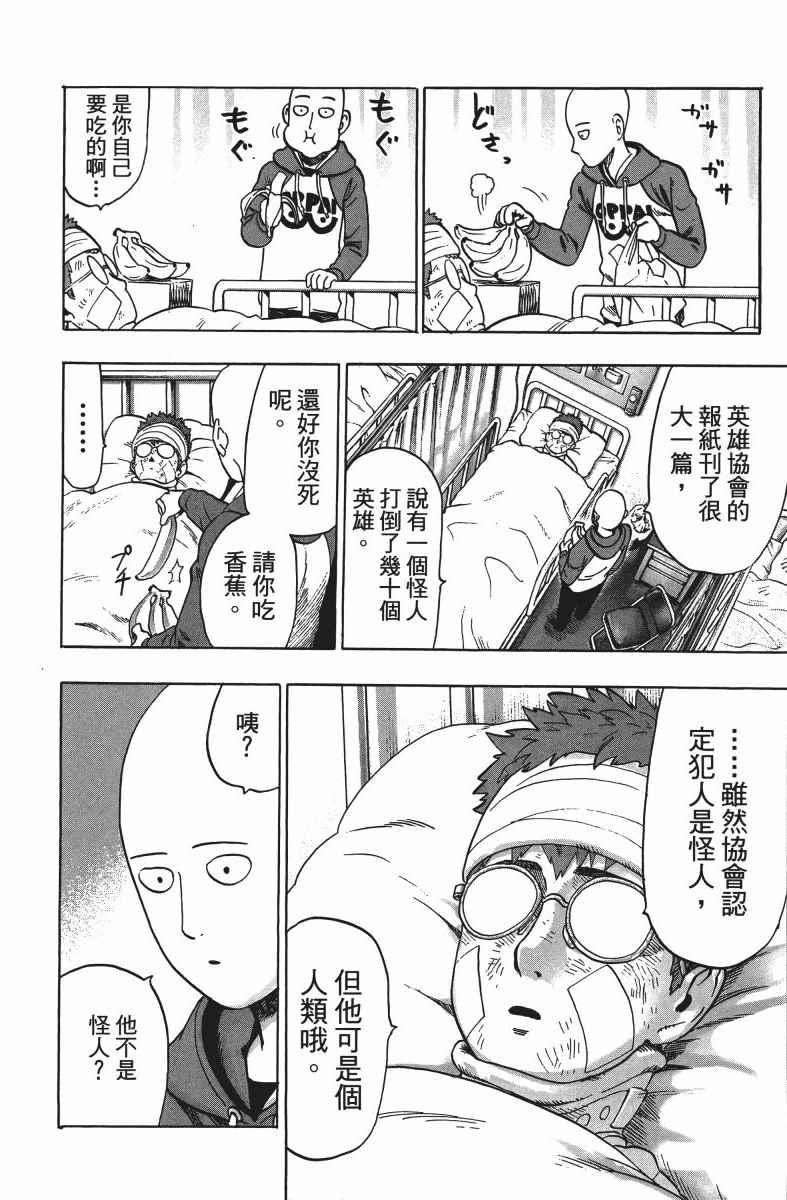 ガサ
ガサ
どさっ
OPPAI
もぐ
もぐ
OPPAI
是你自己
要吃的啊…
英雄協會的
報紙刊了很
大一篇，
說有一個怪人
打倒了幾十個
英雄。
還好你沒死
呢。
請你吃
香蕉。
……
プチ
……雖然協會認
定犯人是怪人，
但他可是個
人類哦。
咦？
他不是
怪人？